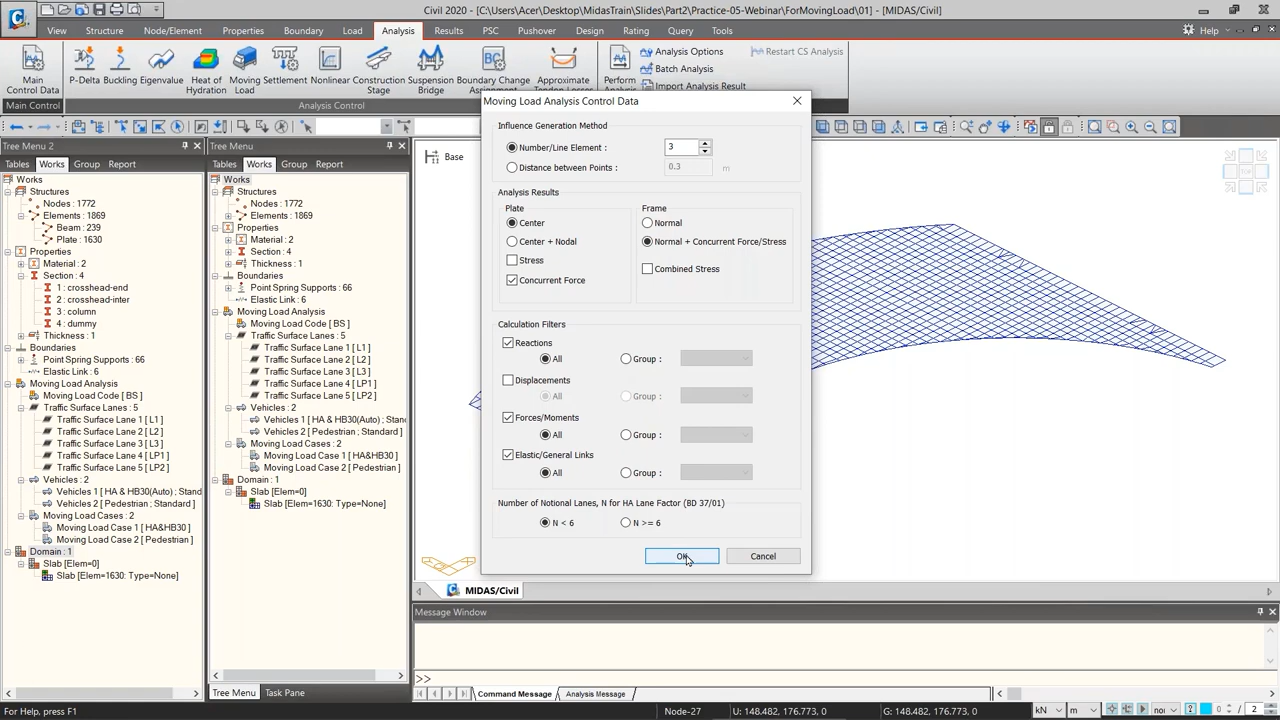 Civil 2020 - [C:\Users\Acer\Desktop\MidasTrain\Slides\Part2\Practice-05-Webinar\ForMovingLoad\01] - [MIDAS/Civil]
View Structure Node/Element Properties Boundary Load Analysis Results PSC Pushover Design Rating Query Tools Help
Main Control Data
P-Delta Buckling Eigenvalue Heat of Hydration Moving Load Settlement Nonlinear Construction Stage Suspension Bridge Boundary Change Assignment Approximate Tendon Losses
Perform Analysis
Analysis Options
Batch Analysis
Import Analysis Result
Restart CS Analysis
Main Control
Analysis Control
Tree Menu 2
Tables Works Group Report
Works
Structures
Nodes : 1772
Elements : 1869
Beam : 239
Plate : 1630
Properties
Material : 2
Section : 4
1 : crosshead-end
2 : crosshead-inter
3 : column
4 : dummy
Thickness : 1
Boundaries
Point Spring Supports : 66
Elastic Link : 6
Moving Load Analysis
Moving Load Code [ BS ]
Traffic Surface Lanes : 5
Traffic Surface Lane 1 [ L1 ]
Traffic Surface Lane 2 [ L2 ]
Traffic Surface Lane 3 [ L3 ]
Traffic Surface Lane 4 [ LP1 ]
Traffic Surface Lane 5 [ LP2 ]
Vehicles : 2
Vehicles 1 [ HA & HB30(Auto) ; Stan
Vehicles 2 [ Pedestrian ; Standard ]
Moving Load Cases : 2
Moving Load Case 1 [ HA&HB30 ]
Moving Load Case 2 [ Pedestrian ]
Domain : 1
Slab [Elem=0]
Slab [Elem=1630: Type=None]
Tree Menu
Tables Works Group Report
Works
Structures
Nodes : 1772
Elements : 1869
Properties
Material : 2
Section : 4
Thickness : 1
Boundaries
Point Spring Supports : 66
Elastic Link : 6
Moving Load Analysis
Moving Load Code [ BS ]
Traffic Surface Lanes : 5
Traffic Surface Lane 1 [ L1 ]
Traffic Surface Lane 2 [ L2 ]
Traffic Surface Lane 3 [ L3 ]
Traffic Surface Lane 4 [ LP1 ]
Traffic Surface Lane 5 [ LP2 ]
Vehicles : 2
Vehicles 1 [ HA & HB30(Auto) ; Stan
Vehicles 2 [ Pedestrian ; Standard ]
Moving Load Cases : 2
Moving Load Case 1 [ HA&HB30 ]
Moving Load Case 2 [ Pedestrian ]
Domain : 1
Slab [Elem=0]
Slab [Elem=1630: Type=None]
Tree Menu Task Pane
Base
Moving Load Analysis Control Data
Influence Generation Method
Number/Line Element : 3
Distance between Points : 0.3 m
Analysis Results
Plate
Center
Center + Nodal
Stress
Concurrent Force
Frame
Normal
Normal + Concurrent Force/Stress
Combined Stress
Calculation Filters
Reactions
All Group :
Displacements
All Group :
Forces/Moments
All Group :
Elastic/General Links
All Group :
Number of Notional Lanes, N for HA Lane Factor (BD 37/01)
N < 6 N >= 6
OK Cancel
MIDAS/Civil
Message Window
>>
Command Message Analysis Message
For Help, press F1
Node-27 U: 148.482, 176.773, 0 G: 148.482, 176.773, 0 kN m non 0 / 2